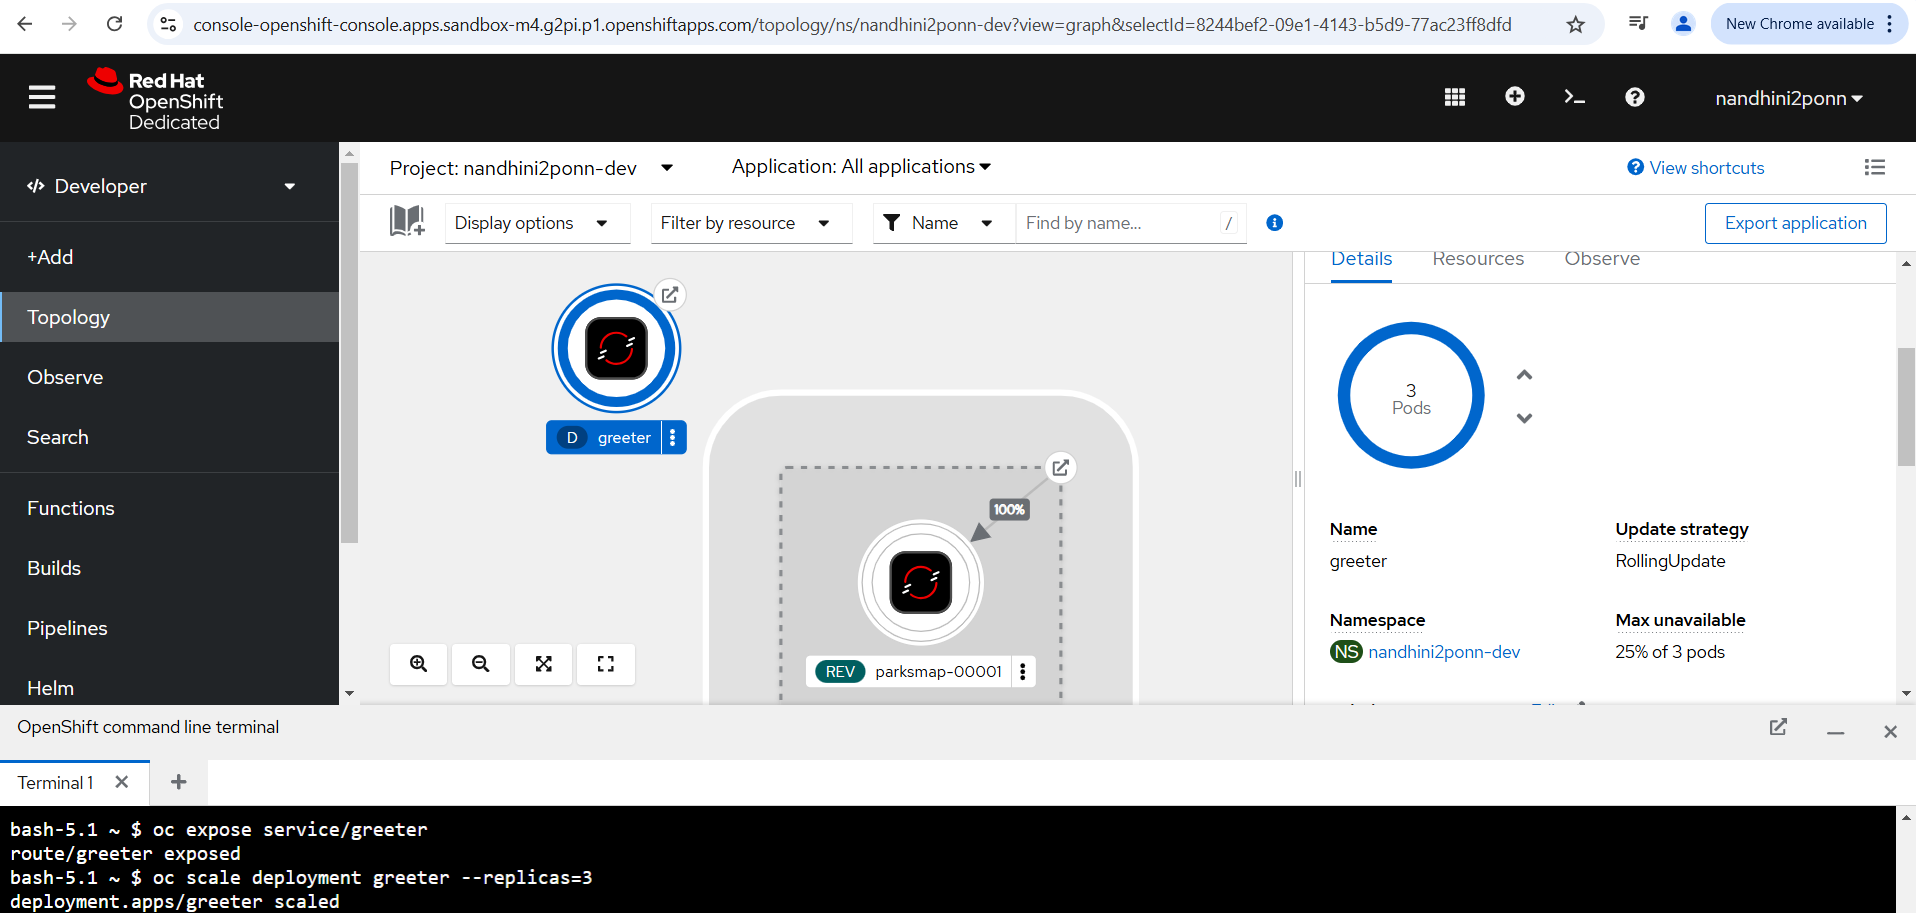 console-openshift-console.apps.sandbox-m4.g2pi.p1.openshiftapps.com/topology/ns/nandhini2ponn-dev?view=graph&selectId=8244bef2-09e1-4143-b5d9-77ac23ff8dfd
New Chrome available
Red Hat
OpenShift
Dedicated
nandhini2ponn
Developer
+Add
Topology
Observe
Search
Functions
Builds
Pipelines
Helm
Project: nandhini2ponn-dev
Application: All applications
View shortcuts
Display options
Filter by resource
Name
Find by name...
/
Export application
D greeter
100%
REV parksmap-00001
Details
Resources
Observe
3
Pods
Name
greeter
Update strategy
RollingUpdate
Namespace
NS nandhini2ponn-dev
Max unavailable
25% of 3 pods
OpenShift command line terminal
Terminal 1
bash-5.1 ~ $ oc expose service/greeter
route/greeter exposed
bash-5.1 ~ $ oc scale deployment greeter --replicas=3
deployment.apps/greeter scaled